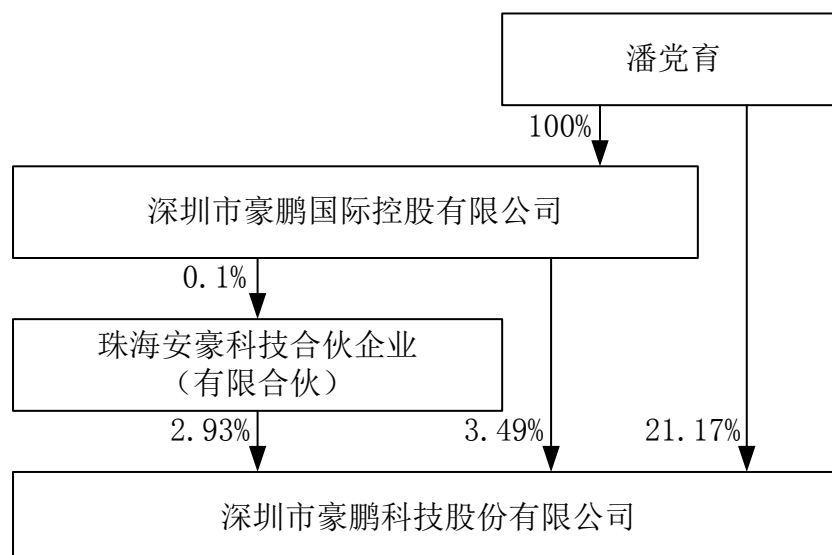 潘党育
100%
深圳市豪鹏国际控股有限公司
0.1%
珠海安豪科技合伙企业
（有限合伙）
2.93%
3.49%
21.17%
深圳市豪鹏科技股份有限公司